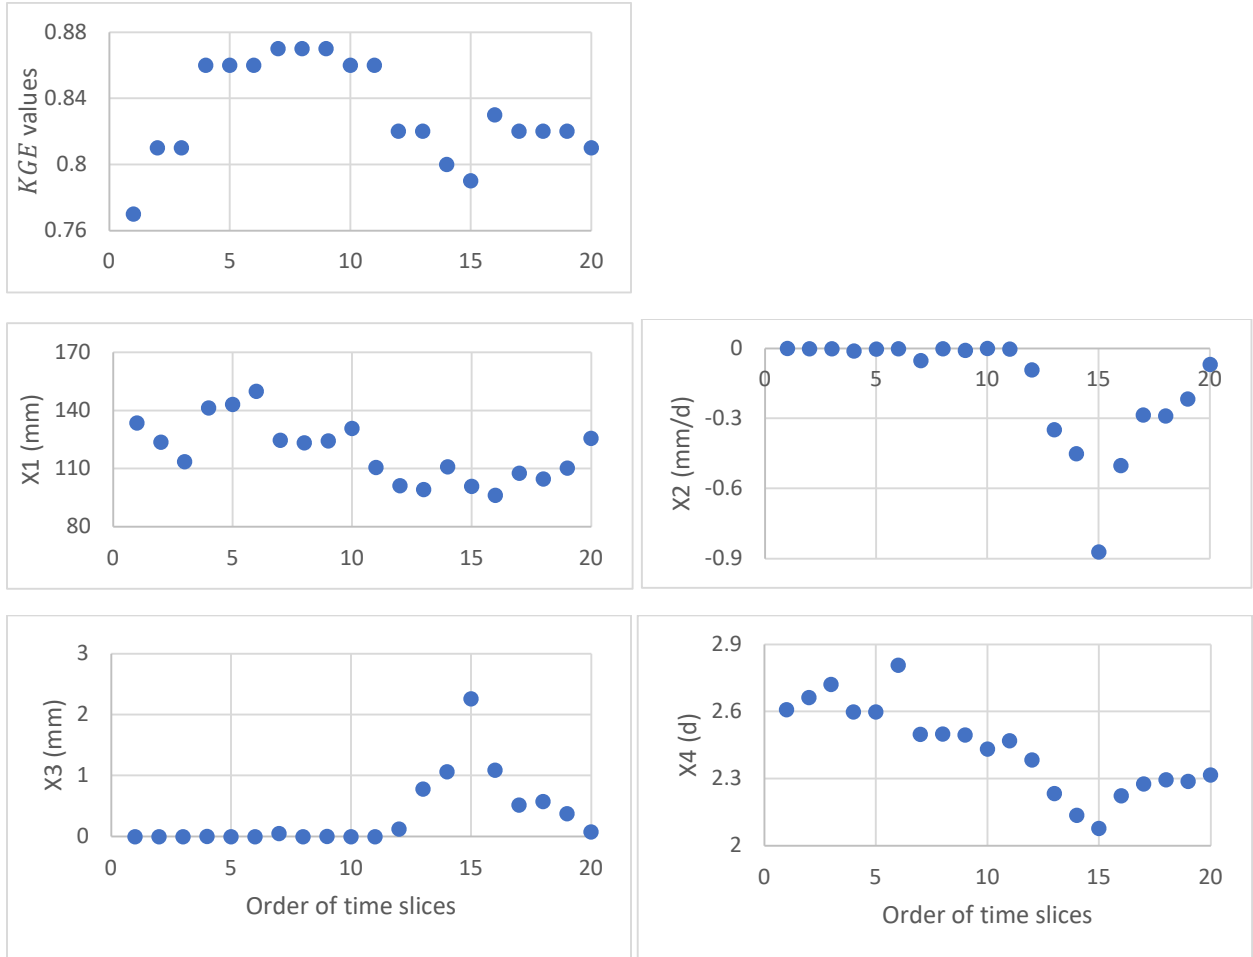 0.88
0.84
0.8
0.76
KGE values
0 5 10 15 20
170
140
110
80
X1 (mm)
0 5 10 15 20
0
-0.3
-0.6
-0.9
X2 (mm/d)
0 5 10 15 20
3
2
1
0
X3 (mm)
0 5 10 15 20
Order of time slices
2.9
2.6
2.3
2
X4 (d)
0 5 10 15 20
Order of time slices